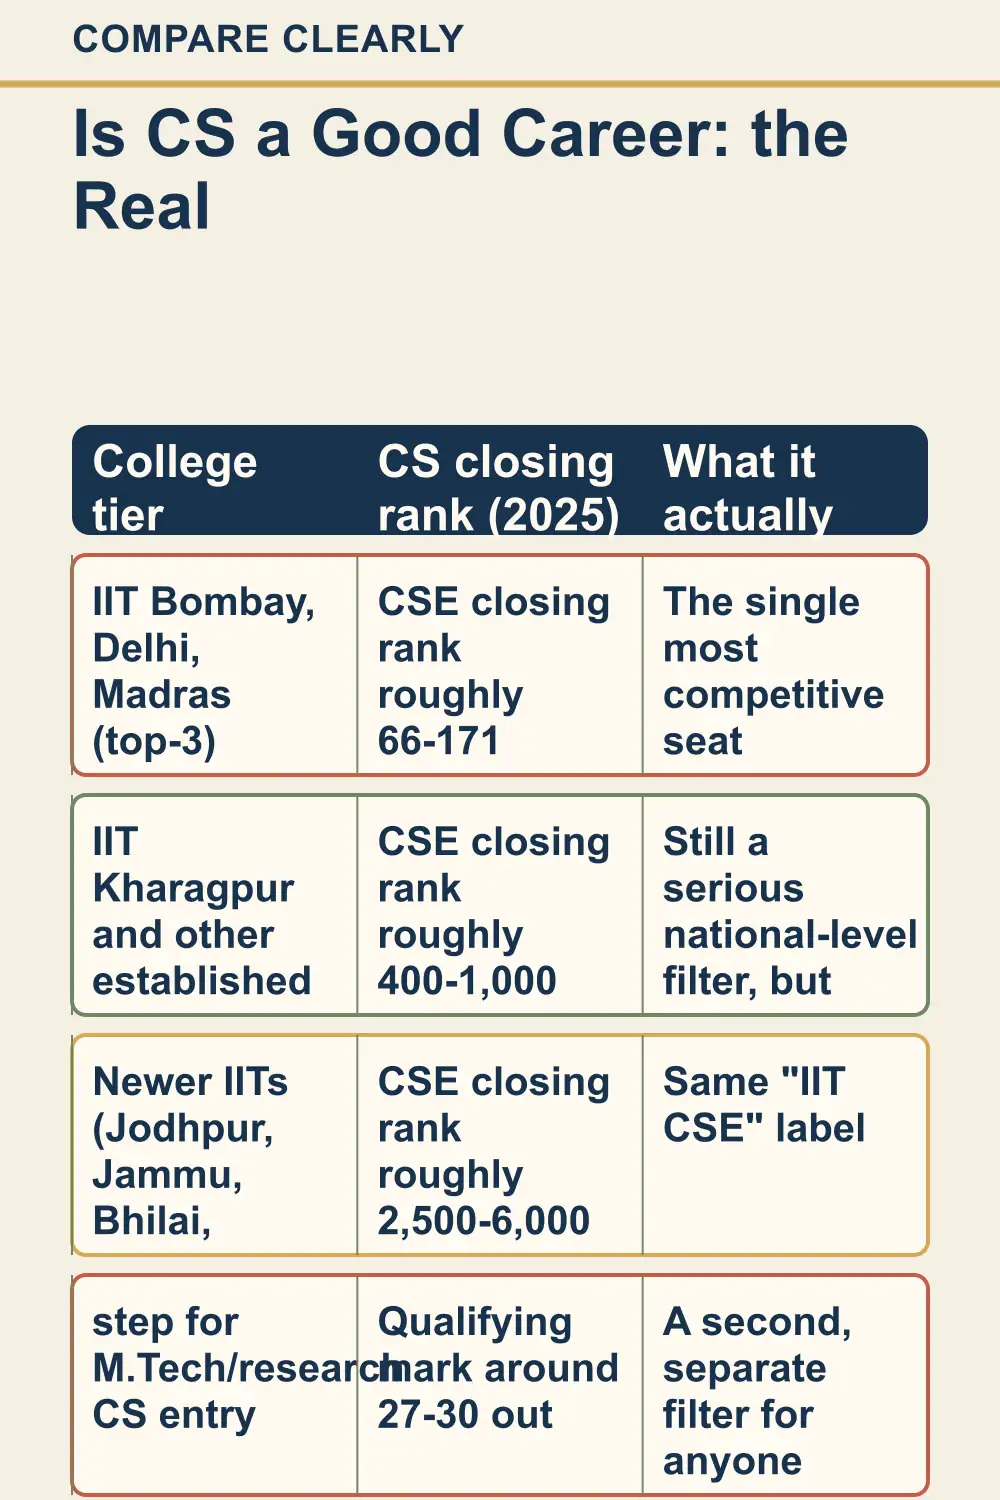 COMPARE CLEARLY
Is CS a Good Career: the
Real
College
tier
CS closing
rank (2025)
What it
actually
IIT Bombay,
Delhi,
Madras
(top-3)
CSE closing
rank
roughly
66-171
The single
most
competitive
seat
IIT
Kharagpur
and other
established
CSE closing
rank
roughly
400-1,000
Still a
serious
national-level
filter, but
Newer IITs
(Jodhpur,
Jammu,
Bhilai,
CSE closing
rank
roughly
2,500-6,000
Same "IIT
CSE" label
step for
M.Tech/research
CS entry
Qualifying
mark around
27-30 out
A second,
separate
filter for
anyone